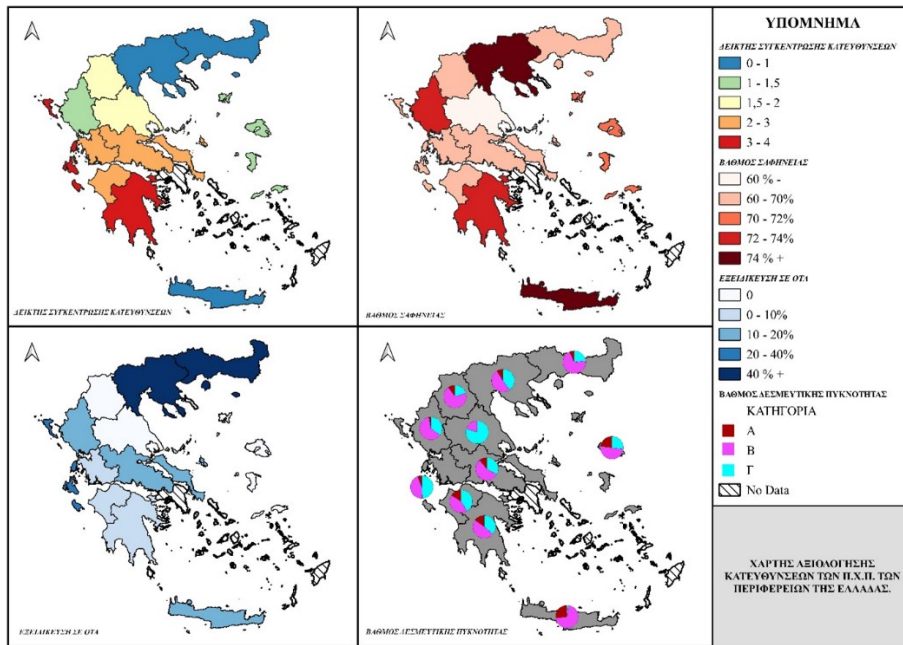 ΔΕΙΚΤΗΣ ΣΥΓΚΕΝΤΡΩΣΗΣ ΚΑΤΕΥΘΥΝΣΕΩΝ
ΒΑΘΜΟΣ ΣΑΦΗΝΕΙΑΣ
ΕΞΕΙΔΙΚΕΥΣΗ ΣΕ ΟΤΑ
ΒΑΘΜΟΣ ΔΕΣΜΕΥΤΙΚΗΣ ΠΥΚΝΟΤΗΤΑΣ
ΥΠΟΜΝΗΜΑ
ΔΕΙΚΤΗΣ ΣΥΓΚΕΝΤΡΩΣΗΣ ΚΑΤΕΥΘΥΝΣΕΩΝ
0 - 1
1 - 1,5
1,5 - 2
2 - 3
3 - 4
ΒΑΘΜΟΣ ΣΑΦΗΝΕΙΑΣ
60 % -
60 - 70%
70 - 72%
72 - 74%
74 % +
ΕΞΕΙΔΙΚΕΥΣΗ ΣΕ ΟΤΑ
0
0 - 10%
10 - 20%
20 - 40%
40 % +
ΒΑΘΜΟΣ ΔΕΣΜΕΥΤΙΚΗΣ ΠΥΚΝΟΤΗΤΑΣ
ΚΑΤΗΓΟΡΙΑ
Α
Β
Γ
No Data
ΧΑΡΤΗΣ ΑΞΙΟΛΟΓΗΣΗΣ
ΚΑΤΕΥΘΥΝΣΕΩΝ ΤΩΝ Π.Χ.Π. ΤΩΝ
ΠΕΡΙΦΕΡΕΙΩΝ ΤΗΣ ΕΛΛΑΔΑΣ.